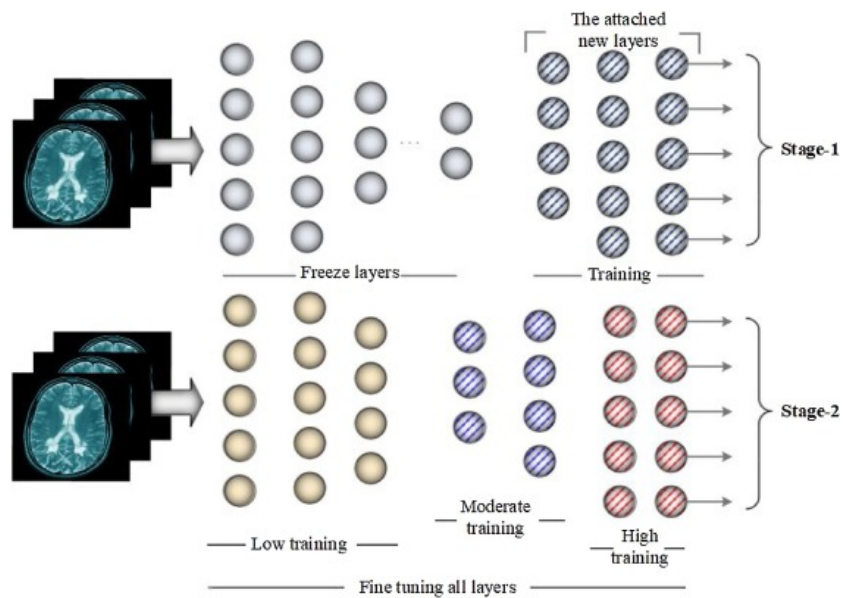 The attached
new layers
Stage-1
Freeze layers
Training
Stage-2
Moderate
training
Low training
High
training
Fine tuning all layers